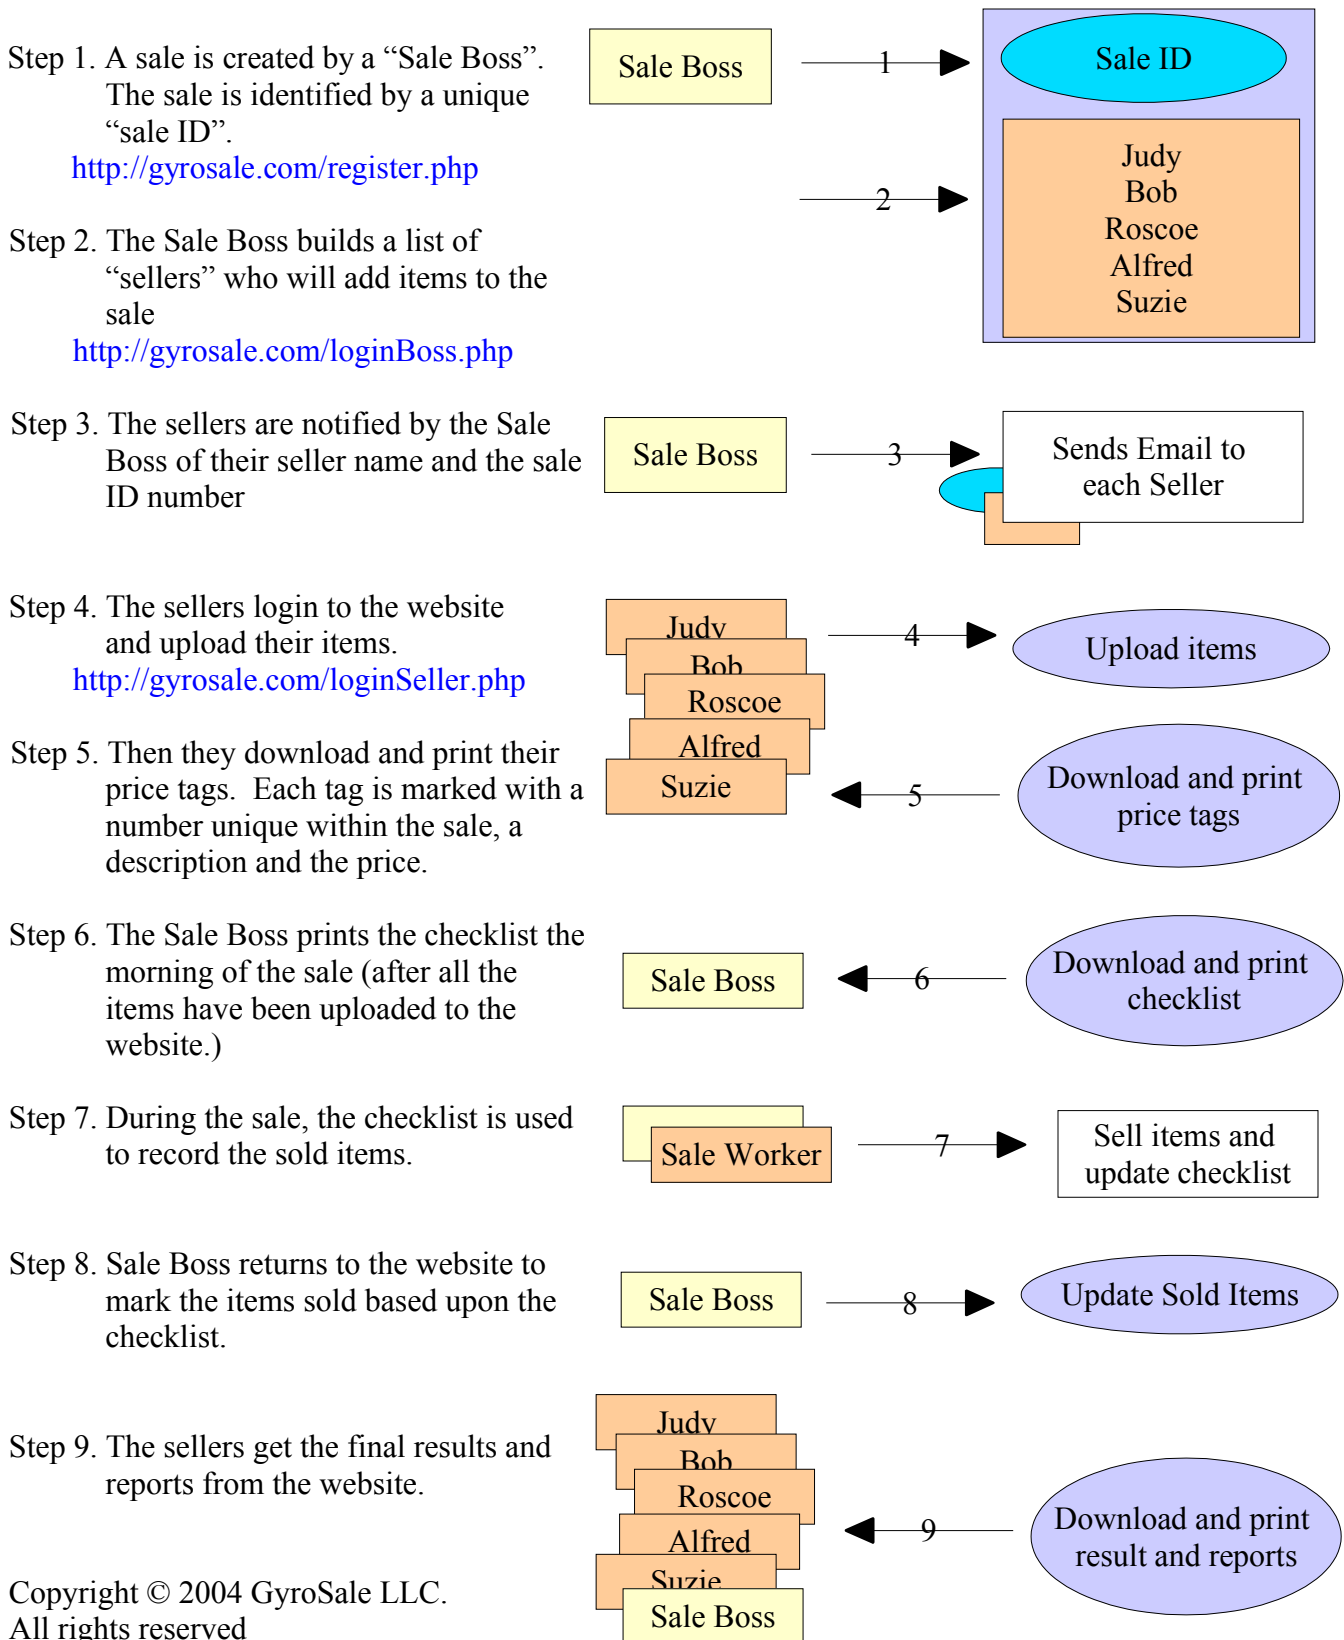 Step 1. A sale is created by a “Sale Boss”.
The sale is identified by a unique
“sale ID”.
http://gyrosale.com/register.php
Sale Boss
1
Sale ID
Judy
Bob
Roscoe
Alfred
Suzie
2
Step 2. The Sale Boss builds a list of
“sellers” who will add items to the
sale
http://gyrosale.com/loginBoss.php
Step 3. The sellers are notified by the Sale
Boss of their seller name and the sale
ID number
Sale Boss
3
Sends Email to
each Seller
Step 4. The sellers login to the website
and upload their items.
http://gyrosale.com/loginSeller.php
Judy
Bob
Roscoe
Alfred
Suzie
4
Upload items
Step 5. Then they download and print their
price tags. Each tag is marked with a
number unique within the sale, a
description and the price.
5
Download and print
price tags
Step 6. The Sale Boss prints the checklist the
morning of the sale (after all the
items have been uploaded to the
website.)
Sale Boss
6
Download and print
checklist
Step 7. During the sale, the checklist is used
to record the sold items.
Sale Worker
7
Sell items and
update checklist
Step 8. Sale Boss returns to the website to
mark the items sold based upon the
checklist.
Sale Boss
8
Update Sold Items
Step 9. The sellers get the final results and
reports from the website.
Judy
Bob
Roscoe
Alfred
Suzie
Sale Boss
9
Download and print
result and reports
Copyright © 2004 GyroSale LLC.
All rights reserved